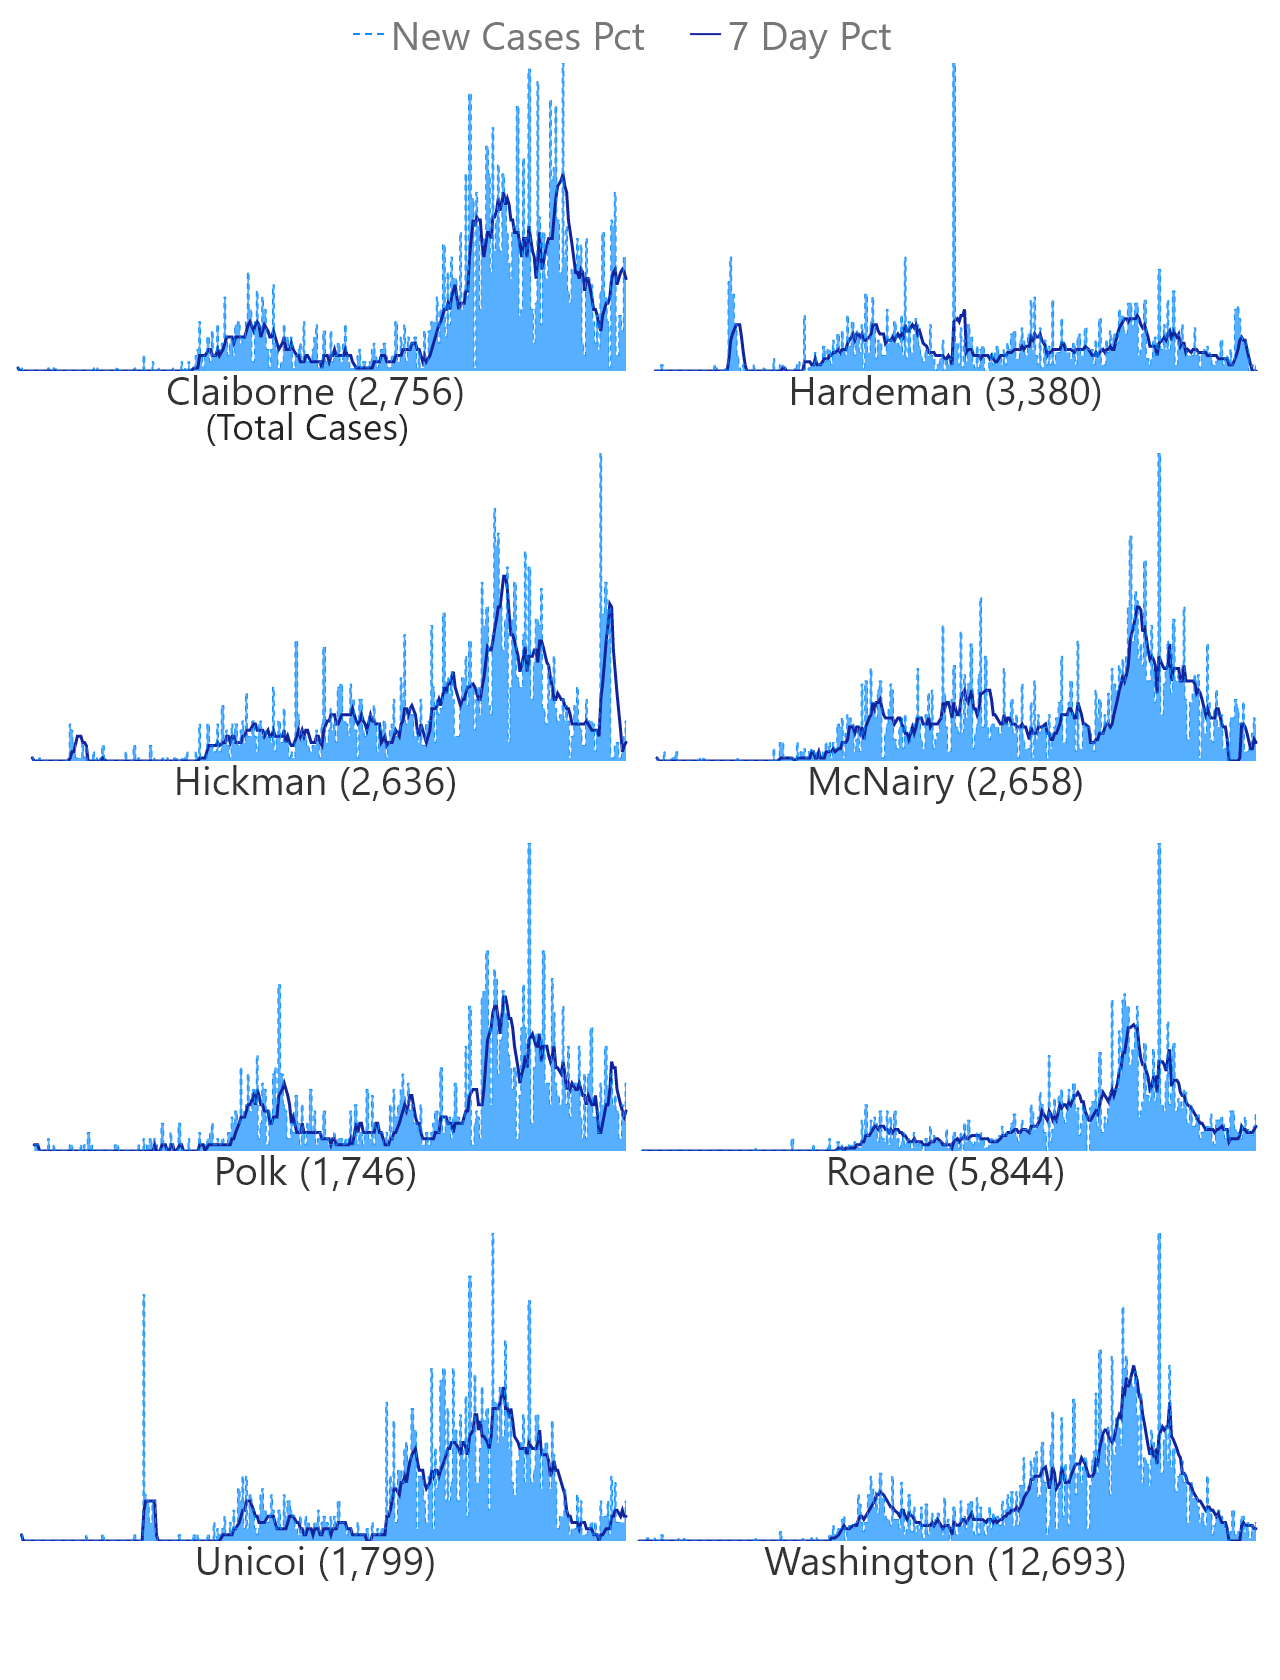 New Cases Pct 7 Day Pct
Claiborne (2,756) Hardeman (3,380)
(Total Cases)
Hickman (2,636) McNairy (2,658)
Polk (1,746) Roane (5,844)
Unicoi (1,799) Washington (12,693)